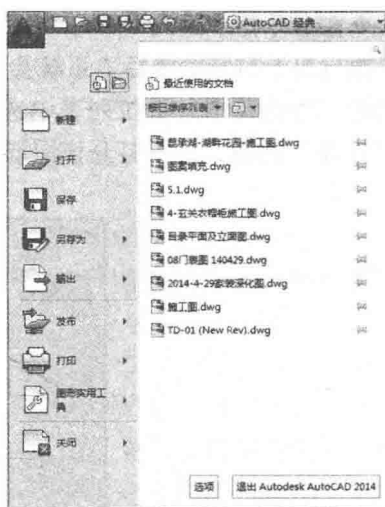 AutoCAD 经典
最近使用的文档
按已排序列表
新建
打开
保存
另存为
输出
发布
打印
图形实用工具
关闭
昆承湖-湖畔花园-施工图.dwg
图案填充.dwg
5.1.dwg
4-玄关衣帽柜施工图.dwg
目录平面及立面图.dwg
08门表图 140429.dwg
2014-4-29家装深化图.dwg
施工图.dwg
TD-01 (New Rev).dwg
选项
退出 Autodesk AutoCAD 2014